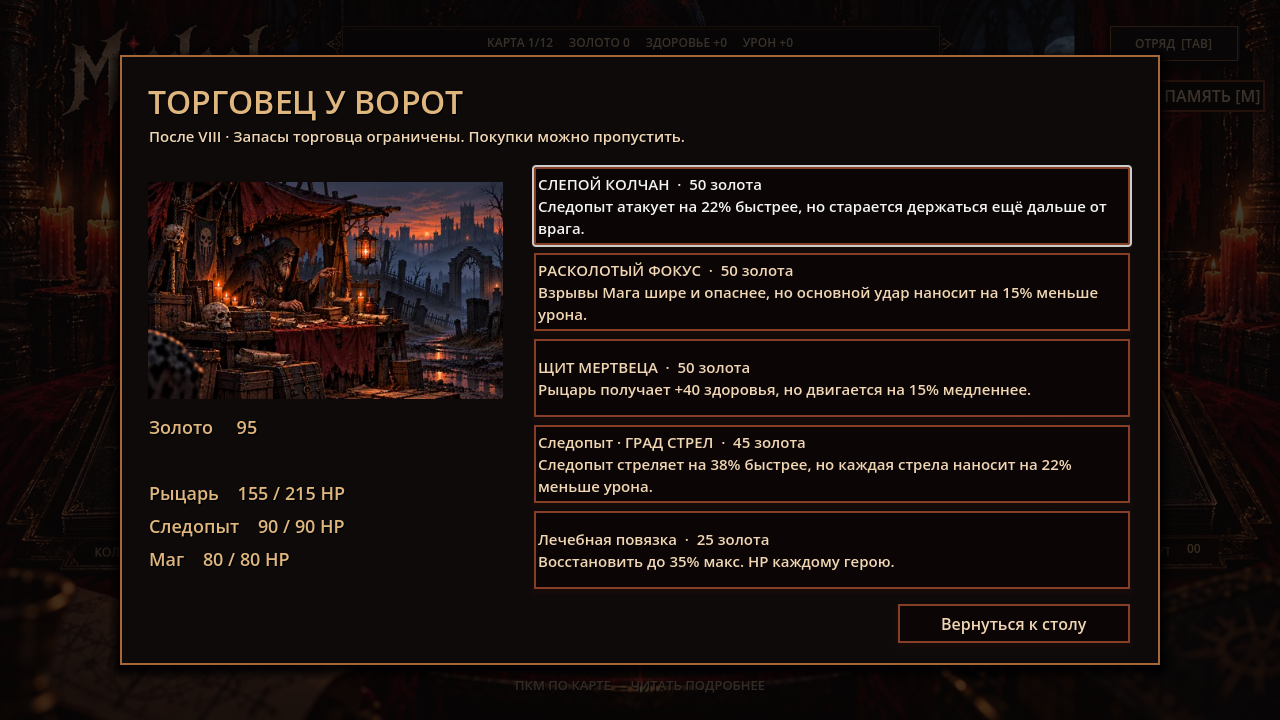 КАРТА 1/12 ЗОЛОТО 0 ЗДОРОВЬЕ +0 УРОН +0
ОТРЯД [TAB]
ПАМЯТЬ [M]
ТОРГОВЕЦ У ВОРОТ
После VIII · Запасы торговца ограничены. Покупки можно пропустить.
СЛЕПОЙ КОЛЧАН · 50 золота
Следопыт атакует на 22% быстрее, но старается держаться ещё дальше от
врага.
РАСКОЛОТЫЙ ФОКУС · 50 золота
Взрывы Мага шире и опаснее, но основной удар наносит на 15% меньше
урона.
ЩИТ МЕРТВЕЦА · 50 золота
Рыцарь получает +40 здоровья, но двигается на 15% медленнее.
Следопыт · ГРАД СТРЕЛ · 45 золота
Следопыт стреляет на 38% быстрее, но каждая стрела наносит на 22%
меньше урона.
Лечебная повязка · 25 золота
Восстановить до 35% макс. HP каждому герою.
Золото 95
Рыцарь 155 / 215 HP
Следопыт 90 / 90 HP
Маг 80 / 80 HP
Вернуться к столу
ПКМ ПО КАРТЕ — ЧИТАТЬ ПОДРОБНЕЕ